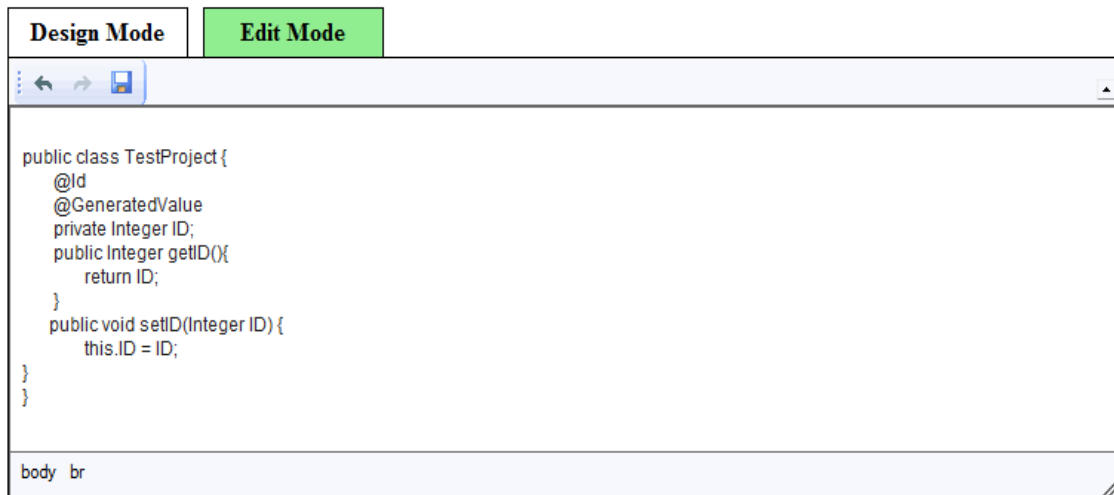 Design Mode Edit Mode
public class TestProject {
@Id
@GeneratedValue
private Integer ID;
public Integer getID(){
return ID;
}
public void setID(Integer ID) {
this.ID = ID;
}
}
body br